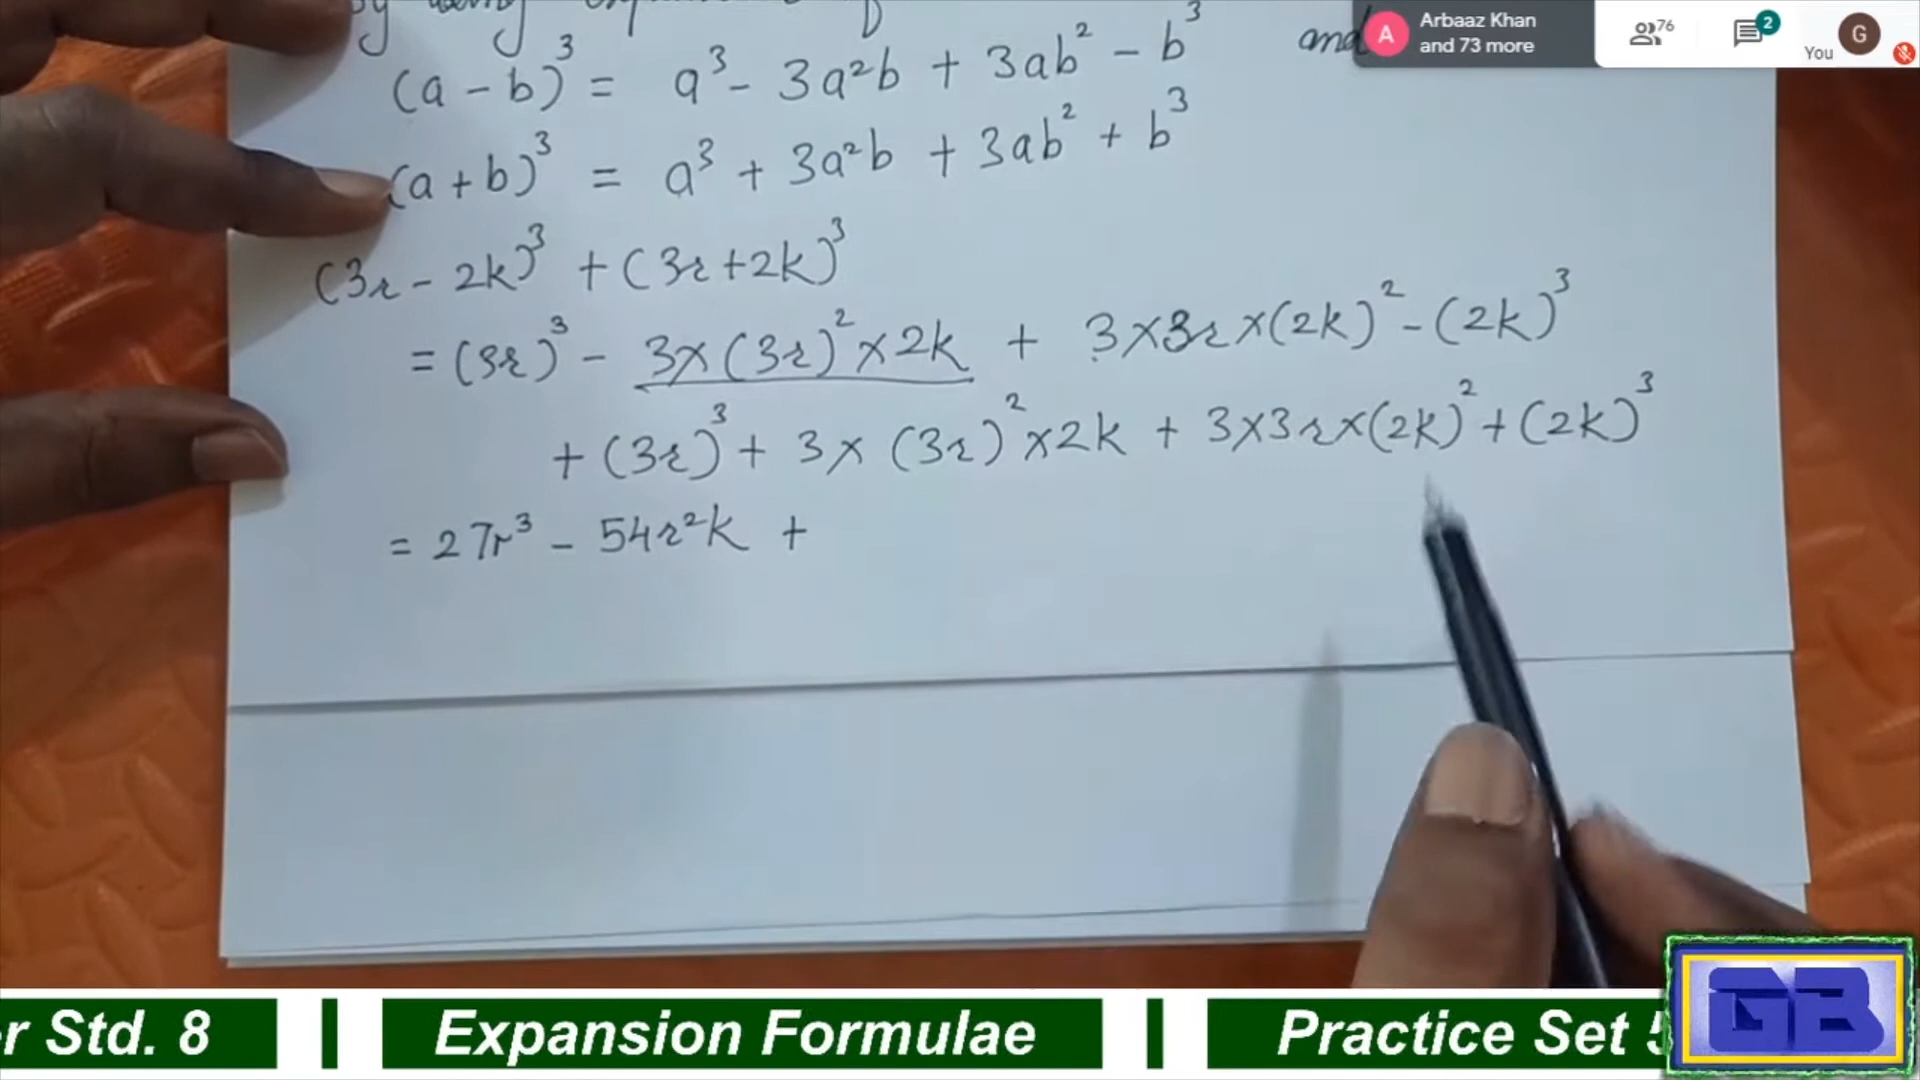 by using
(a - b)³ = a³ - 3a²b + 3ab² - b³ and
(a + b)³ = a³ + 3a²b + 3ab² + b³
(3r - 2k)³ + (3r + 2k)³
= (3r)³ - 3×(3r)²×2k + 3×3r×(2k)² - (2k)³
+ (3r)³ + 3×(3r)²×2k + 3×3r×(2k)² + (2k)³
= 27r³ - 54r²k +
A
Arbaaz Khan
and 73 more
76
2
You
G
r Std. 8 | Expansion Formulae | Practice Set 5
GB